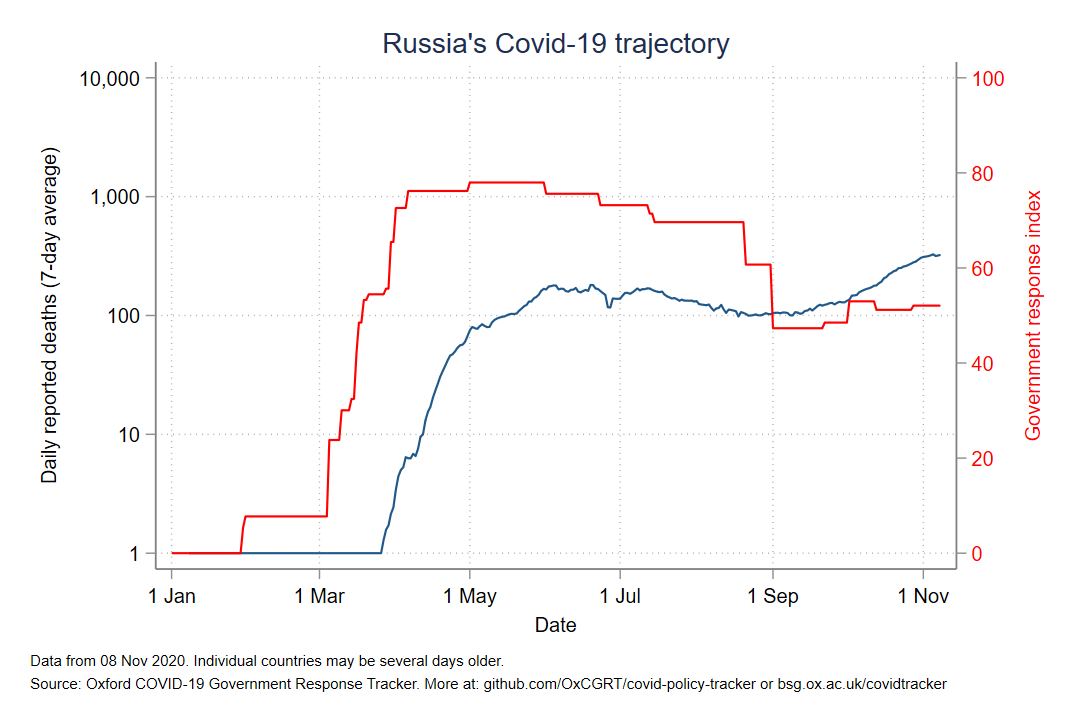 Russia's Covid-19 trajectory
10,000
1,000
100
10
1
Daily reported deaths (7-day average)
100
80
60
40
20
0
Government response index
1 Jan
1 Mar
1 May
1 Jul
1 Sep
1 Nov
Date
Data from 08 Nov 2020. Individual countries may be several days older.
Source: Oxford COVID-19 Government Response Tracker. More at: github.com/OxCGRT/covid-policy-tracker or bsg.ox.ac.uk/covidtracker